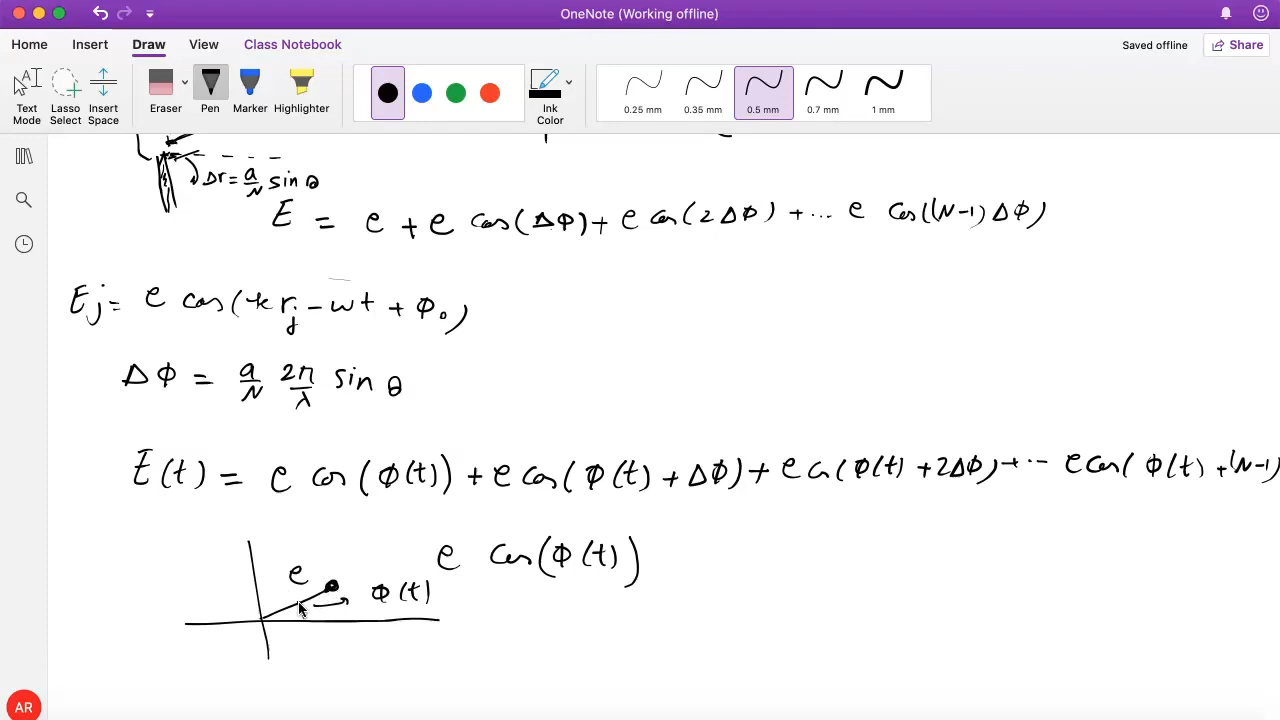 OneNote (Working offline)
Home Insert Draw View Class Notebook
Saved offline Share
Text Mode
Lasso Select
Insert Space
Eraser
Pen
Marker
Highlighter
Ink Color
0.25 mm 0.35 mm 0.5 mm 0.7 mm 1 mm
Δr = a/N sin θ
E = e + e cos(ΔΦ) + e cos(2ΔΦ) + ... e cos((N-1)ΔΦ)
Ej = e cos(k rj - wt + Φ₀)
ΔΦ = a/N 2π/λ sin θ
E(t) = e cos(Φ(t)) + e cos(Φ(t) + ΔΦ) + e cos(Φ(t) + 2ΔΦ) + ... e cos(Φ(t) + (N-1)
e cos(Φ(t))
e
Φ(t)
AR